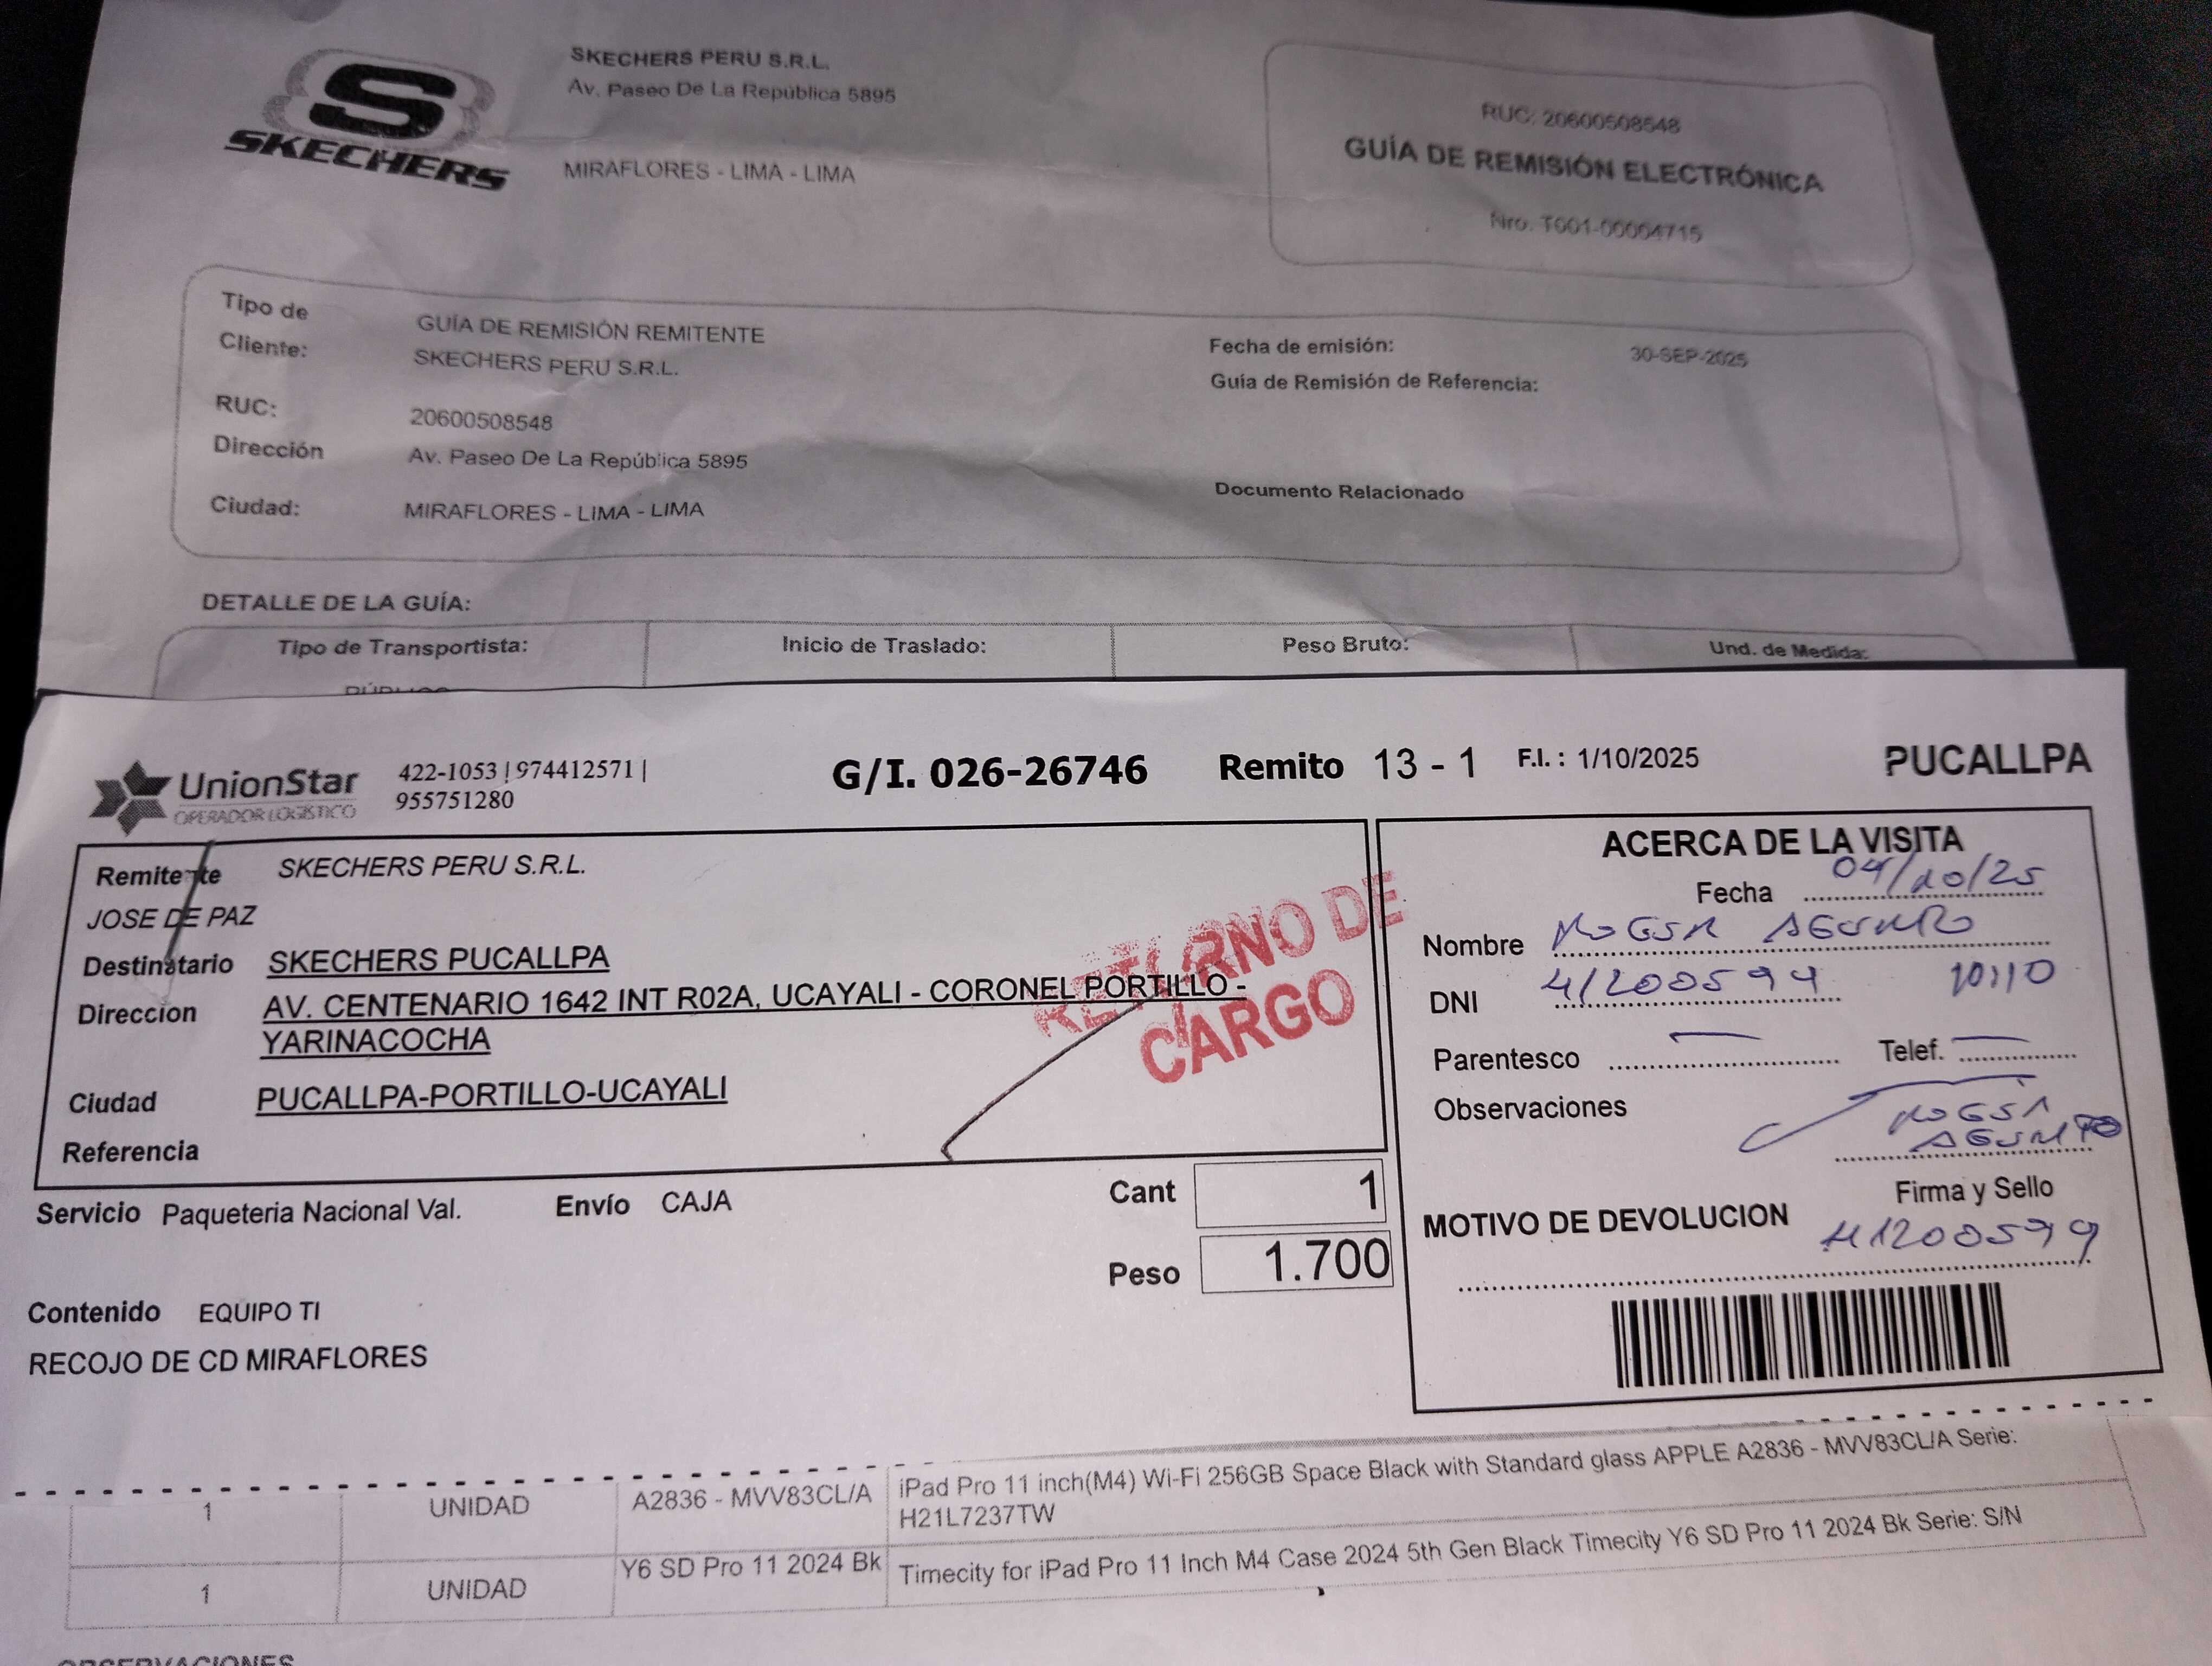 SKECHERS PERU S.R.L.
Av. Paseo De La República 5895
MIRAFLORES - LIMA - LIMA
S
SKECHERS
RUC: 20600508548
GUÍA DE REMISIÓN ELECTRÓNICA
Nro. T001-00004715
Tipo de GUÍA DE REMISIÓN REMITENTE
Cliente: SKECHERS PERU S.R.L.
RUC: 20600508548
Dirección Av. Paseo De La República 5895
Ciudad: MIRAFLORES - LIMA - LIMA
Fecha de emisión: 30-SEP-2025
Guía de Remisión de Referencia:
Documento Relacionado
DETALLE DE LA GUÍA:
Tipo de Transportista: Inicio de Traslado: Peso Bruto: Und. de Medida:
UnionStar
OPERADOR LOGISTICO
422-1053 | 974412571 |
955751280
G/I. 026-26746 Remito 13 - 1 F.I. : 1/10/2025 PUCALLPA
Remitente SKECHERS PERU S.R.L.
JOSE DE PAZ
Destinatario SKECHERS PUCALLPA
Direccion AV. CENTENARIO 1642 INT R02A, UCAYALI - CORONEL PORTILLO -
YARINACOCHA
Ciudad PUCALLPA-PORTILLO-UCAYALI
Referencia
RETURNO DE
CARGO
Servicio Paqueteria Nacional Val. Envío CAJA
Cant 1
Peso 1.700
Contenido EQUIPO TI
RECOJO DE CD MIRAFLORES
ACERCA DE LA VISITA
Fecha 04/10/25
Nombre
DNI 41200594 10:10
Parentesco Telef.
Observaciones
Firma y Sello
MOTIVO DE DEVOLUCION
1 UNIDAD A2836 - MVV83CL/A iPad Pro 11 inch(M4) Wi-Fi 256GB Space Black with Standard glass APPLE A2836 - MVV83CL/A Serie:
H21L7237TW
1 UNIDAD Y6 SD Pro 11 2024 Bk Timecity for iPad Pro 11 Inch M4 Case 2024 5th Gen Black Timecity Y6 SD Pro 11 2024 Bk Serie: S/N
OBSERVACIONES